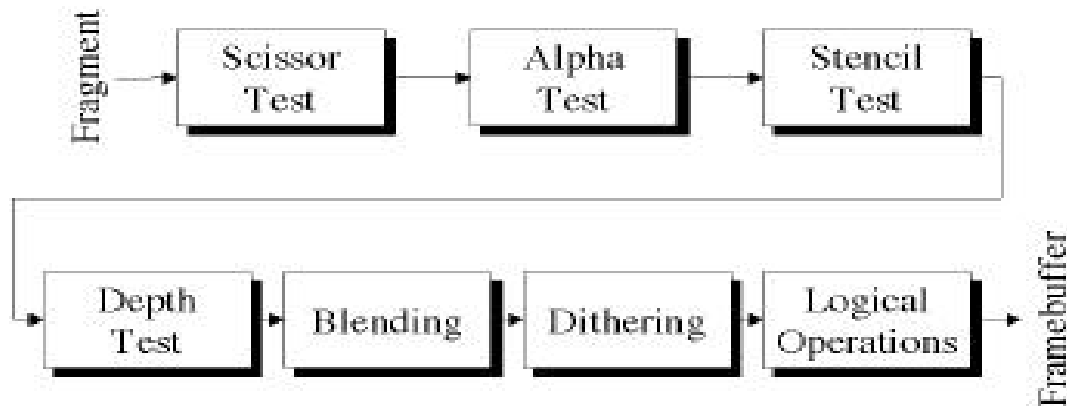 Fragment
Scissor
Test
Alpha
Test
Stencil
Test
Depth
Test
Blending
Dithering
Logical
Operations
Framebuffer